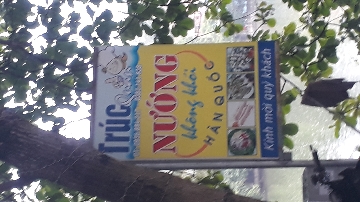 Trúc
NƯỚNG
không khói
HÀN QUỐC
Kính mời quý khách